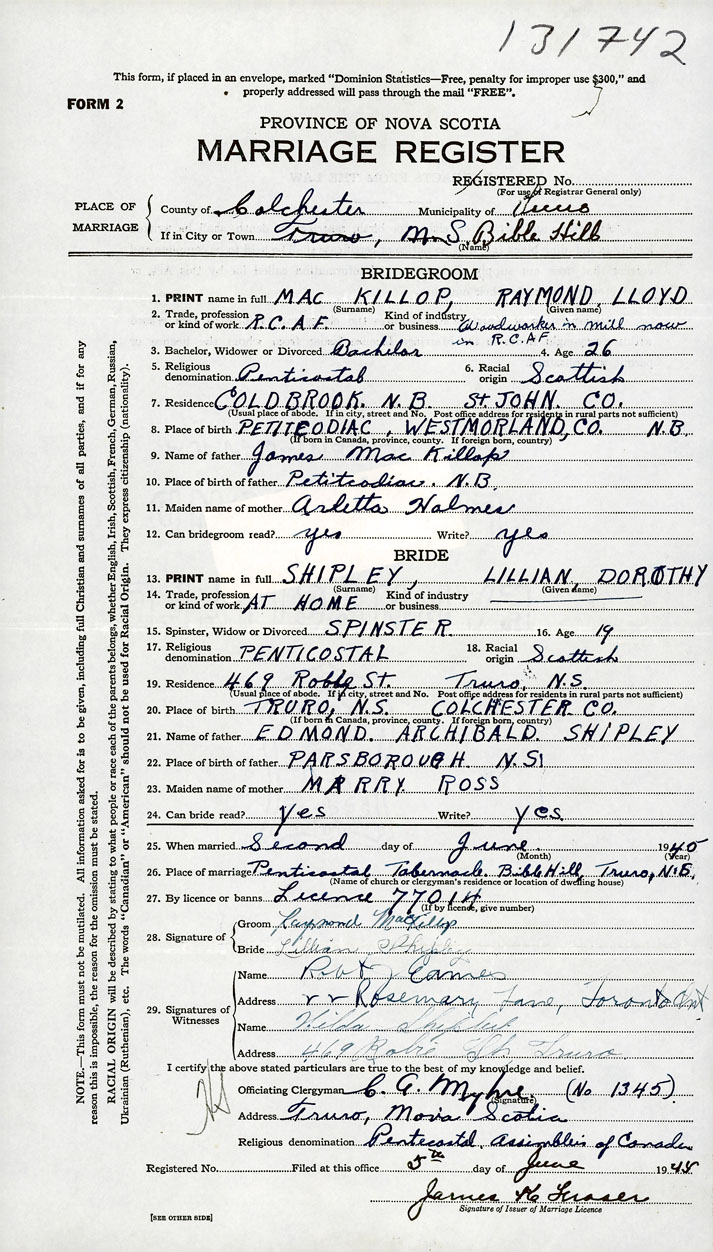 131742
This form, if placed in an envelope, marked "Dominion Statistics—Free, penalty for improper use $300," and
properly addressed will pass through the mail "FREE".
FORM 2
PROVINCE OF NOVA SCOTIA
MARRIAGE REGISTER
REGISTERED No.
(For use of Registrar General only)
PLACE OF MARRIAGE
County of Colchester Municipality of Truro
If in City or Town Truro, N.S. Bible Hill
(Name)
BRIDEGROOM
1. PRINT name in full MAC KILLOP, RAYMOND LLOYD
(Surname) (Given name)
2. Trade, profession or kind of work R.C.A.F. Kind of industry or business Woodworker in mill now
in R.C.A.F
3. Bachelor, Widower or Divorced Bachelor 4. Age 26
5. Religious denomination Penticostal 6. Racial origin Scottish
7. Residence COLDBROOK. N.B. ST. JOHN. CO.
(Usual place of abode. If in city, street and No. Post office address for residents in rural parts not sufficient)
8. Place of birth PETITCODIAC, WESTMORLAND, CO. N.B.
(If born in Canada, province, county. If foreign born, country)
9. Name of father James Mac Killop
10. Place of birth of father Petitcodiac. N.B.
11. Maiden name of mother Arletta Holmes
12. Can bridegroom read? yes Write? yes
BRIDE
13. PRINT name in full SHIPLEY, LILLIAN, DOROTHY
(Surname) (Given name)
14. Trade, profession or kind of work AT HOME Kind of industry or business
15. Spinster, Widow or Divorced SPINSTER 16. Age 19
17. Religious denomination PENTICOSTAL 18. Racial origin Scottish
19. Residence 469 Robie St. Truro, N.S.
(Usual place of abode. If in city, street and No. Post office address for residents in rural parts not sufficient)
20. Place of birth TRURO, N.S. COLCHESTER CO.
(If born in Canada, province, county. If foreign born, country)
21. Name of father EDMOND. ARCHIBALD. SHIPLEY
22. Place of birth of father PARSBOROUGH. N.S.
23. Maiden name of mother MARRY ROSS
24. Can bride read? yes Write? yes
25. When married Second day of June 1945
(Month) (Year)
26. Place of marriage Penticostal Tabernacle. Bible Hill, Truro, N.S.
(Name of church or clergyman's residence or location of dwelling house)
27. By licence or banns Licence 77014
(If by licence, give number)
28. Signature of
Groom Raymond MacKillop
Bride Lillian Shipley
29. Signatures of Witnesses
Name Robt J Eames
Address Rosemary Lane, Toronto Ont
Name Hilda
Address 469 Robie St. Truro
I certify the above stated particulars are true to the best of my knowledge and belief.
Officiating Clergyman C. A. Myhre (No 1345)
(Signature)
Address Truro, Nova Scotia
Religious denomination Pentecostal Assemblies of Canada
Registered No. Filed at this office 5th day of June 1945
James K Fraser
Signature of Issuer of Marriage Licence
[SEE OTHER SIDE]
NOTE.—This form must not be mutilated. All information asked for is to be given, including full Christian and surnames of all parties, and if for any
reason this is impossible, the reason for the omission must be stated.
RACIAL ORIGIN will be described by stating to what people or race each of the parents belongs, whether English, Irish, Scottish, French, German, Russian,
Ukrainian (Ruthenian), etc. The words "Canadian" or "American" should not be used for Racial Origin. They express citizenship (nationality).